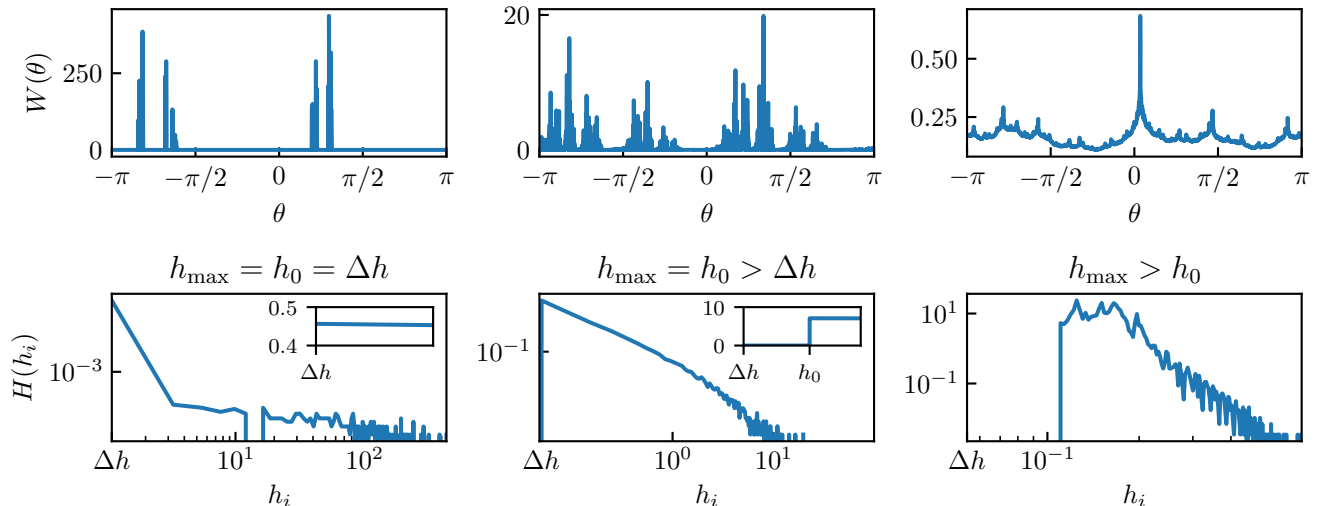 W(θ)
250
0
−π
−π/2
0
π/2
π
θ
20
10
0
−π
−π/2
0
π/2
π
θ
0.50
0.25
−π
−π/2
0
π/2
π
θ
h_max = h_0 = Δh
H(h_i)
10^−3
0.5
0.4
Δh
Δh
10^1
10^2
h_i
h_max = h_0 > Δh
10^−1
10
0
Δh
h_0
Δh
10^0
10^1
h_i
h_max > h_0
10^1
10^−1
Δh
10^−1
h_i